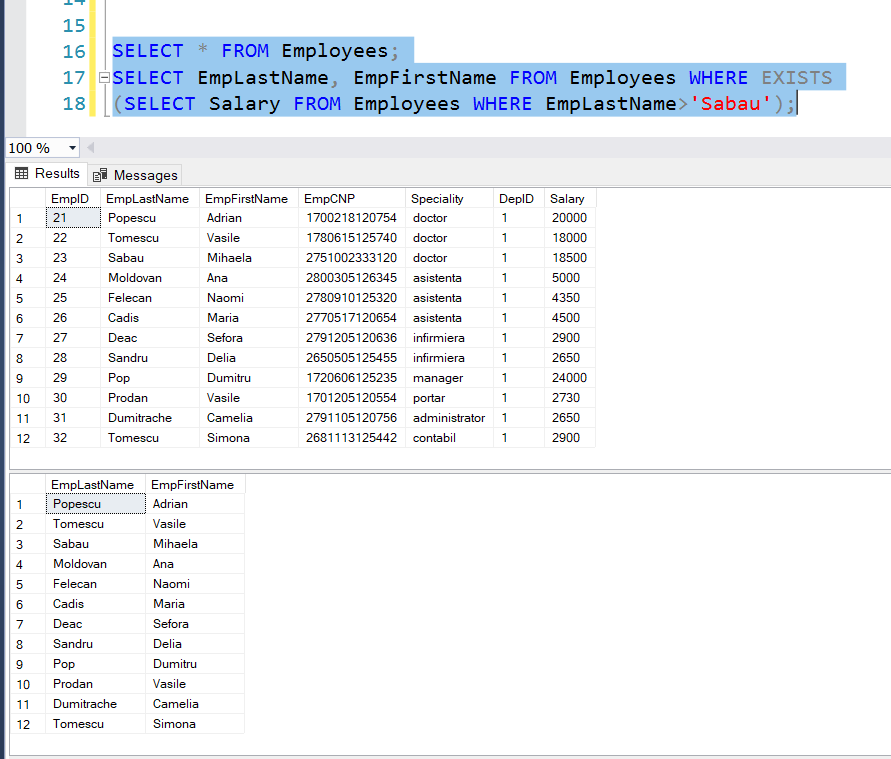 14
15
16 SELECT * FROM Employees;
17 SELECT EmpLastName, EmpFirstName FROM Employees WHERE EXISTS
18 (SELECT Salary FROM Employees WHERE EmpLastName>'Sabau');
100 %
Results Messages
EmpID EmpLastName EmpFirstName EmpCNP Speciality DepID Salary
1 21 Popescu Adrian 1700218120754 doctor 1 20000
2 22 Tomescu Vasile 1780615125740 doctor 1 18000
3 23 Sabau Mihaela 2751002333120 doctor 1 18500
4 24 Moldovan Ana 2800305126345 asistenta 1 5000
5 25 Felecan Naomi 2780910125320 asistenta 1 4350
6 26 Cadis Maria 2770517120654 asistenta 1 4500
7 27 Deac Sefora 2791205120636 infirmiera 1 2900
8 28 Sandru Delia 2650505125455 infirmiera 1 2650
9 29 Pop Dumitru 1720606125235 manager 1 24000
10 30 Prodan Vasile 1701205120554 portar 1 2730
11 31 Dumitrache Camelia 2791105120756 administrator 1 2650
12 32 Tomescu Simona 2681113125442 contabil 1 2900
EmpLastName EmpFirstName
1 Popescu Adrian
2 Tomescu Vasile
3 Sabau Mihaela
4 Moldovan Ana
5 Felecan Naomi
6 Cadis Maria
7 Deac Sefora
8 Sandru Delia
9 Pop Dumitru
10 Prodan Vasile
11 Dumitrache Camelia
12 Tomescu Simona